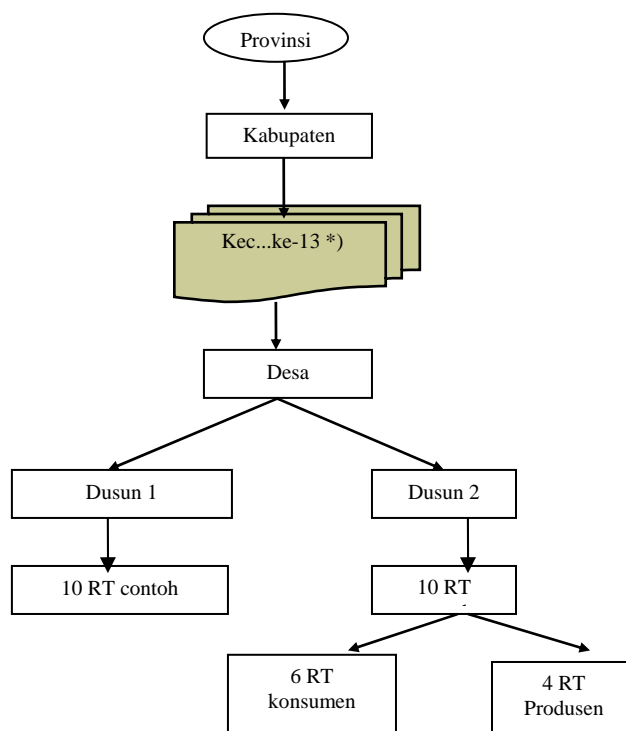 Provinsi
Kabupaten
Kec...ke-13 *)
Desa
Dusun 1
Dusun 2
10 RT contoh
10 RT
6 RT
konsumen
4 RT
Produsen